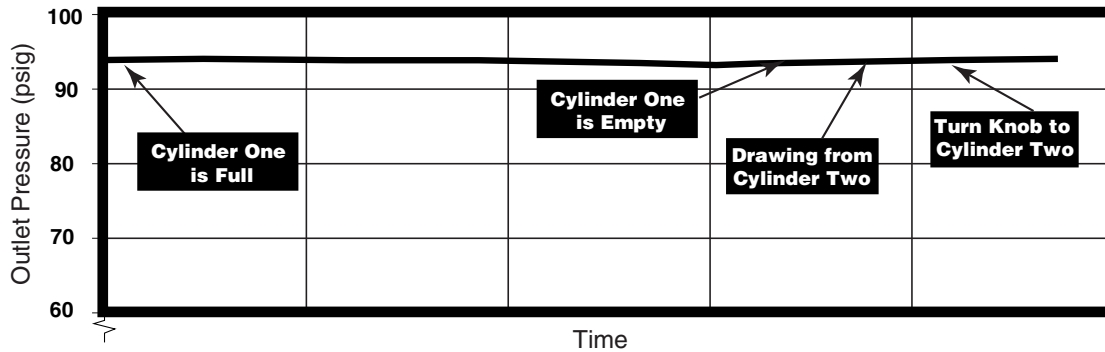 100
90
80
70
60
Outlet Pressure (psig)
Cylinder One
is Full
Cylinder One
is Empty
Drawing from
Cylinder Two
Turn Knob to
Cylinder Two
Time